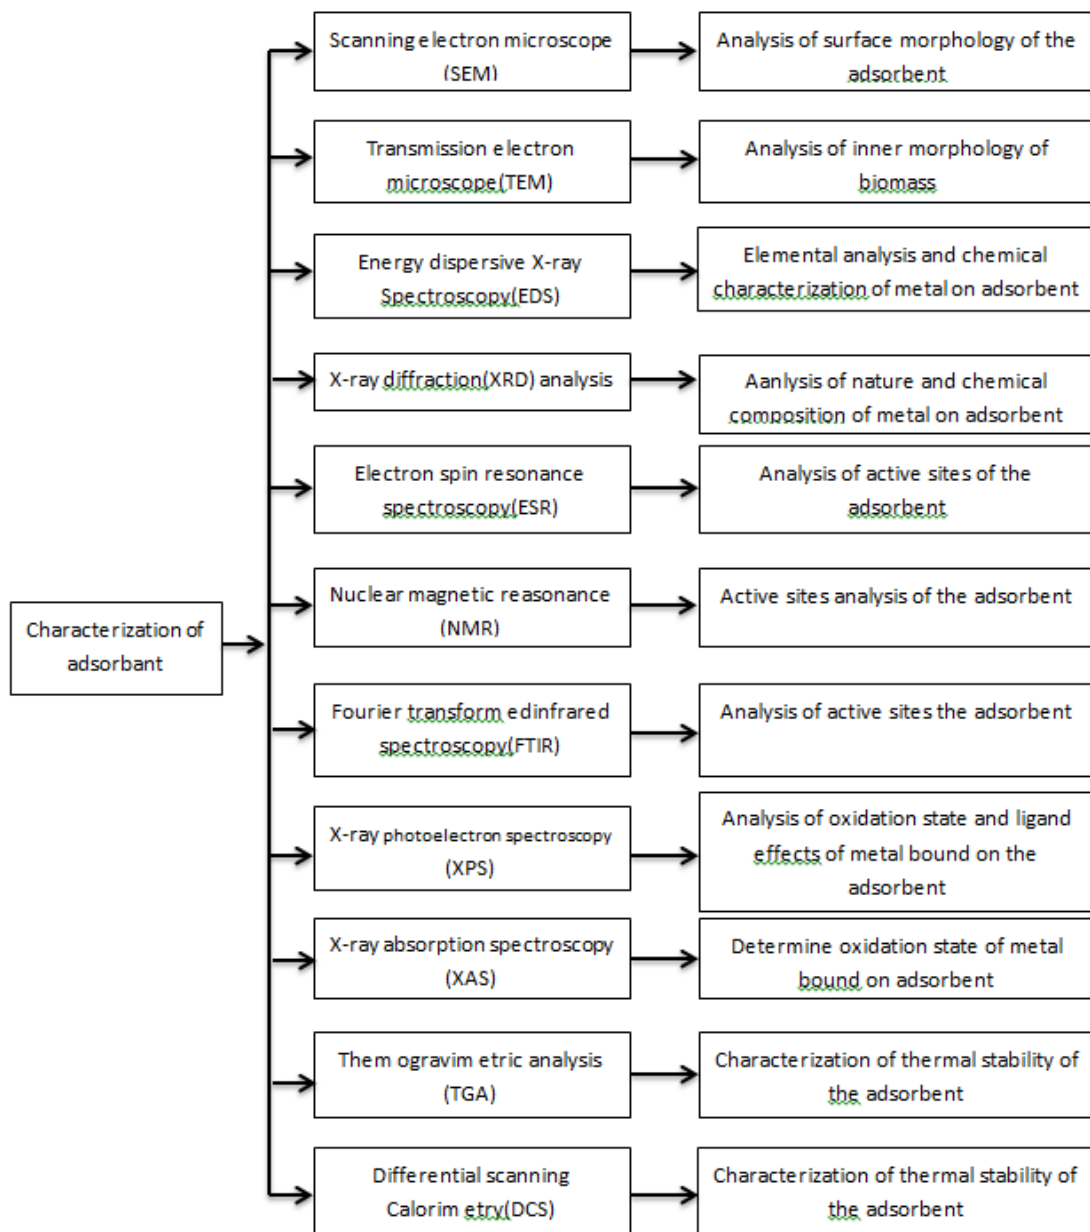 Scanning electron microscope
(SEM)
Analysis of surface morphology of the
adsorbent
Transmission electron
microscope(TEM)
Analysis of inner morphology of
biomass
Energy dispersive X-ray
Spectroscopy(EDS)
Elemental analysis and chemical
characterization of metal on adsorbent
X-ray diffraction(XRD) analysis
Aanlysis of nature and chemical
composition of metal on adsorbent
Electron spin resonance
spectroscopy(ESR)
Analysis of active sites of the
adsorbent
Nuclear magnetic reasonance
(NMR)
Active sites analysis of the adsorbent
Characterization of
adsorbant
Fourier transform edinfrared
spectroscopy(FTIR)
Analysis of active sites the adsorbent
X-ray photoelectron spectroscopy
(XPS)
Analysis of oxidation state and ligand
effects of metal bound on the
adsorbent
X-ray absorption spectroscopy
(XAS)
Determine oxidation state of metal
bound on adsorbent
Them ogravim etric analysis
(TGA)
Characterization of thermal stability of
the adsorbent
Differential scanning
Calorim etry(DCS)
Characterization of thermal stability of
the adsorbent